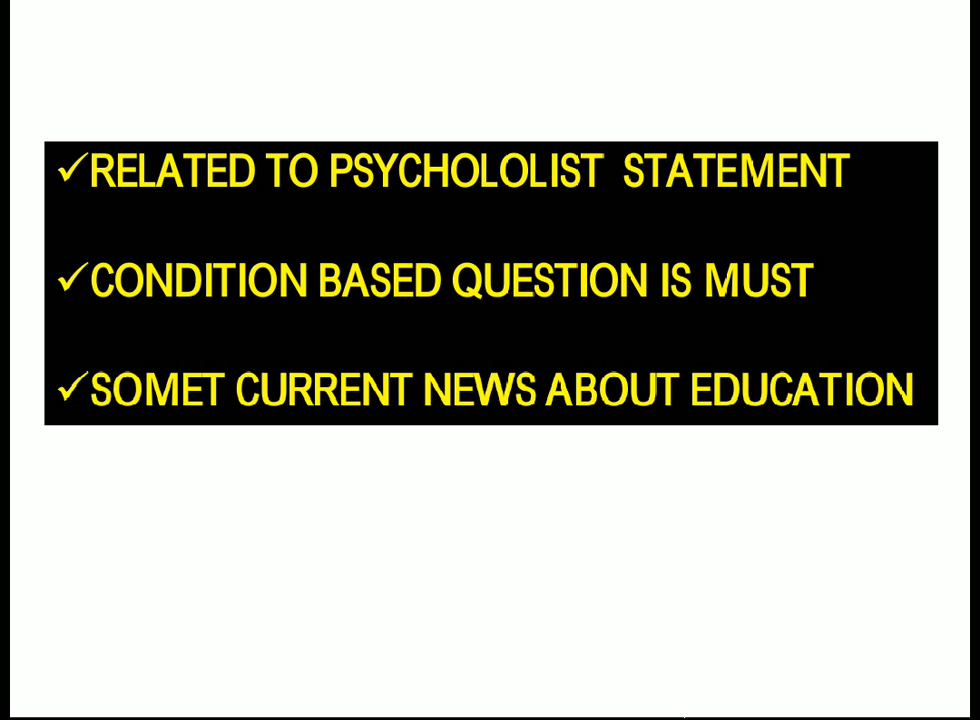 ✓RELATED TO PSYCHOLOLIST STATEMENT
✓CONDITION BASED QUESTION IS MUST
✓SOMET CURRENT NEWS ABOUT EDUCATION